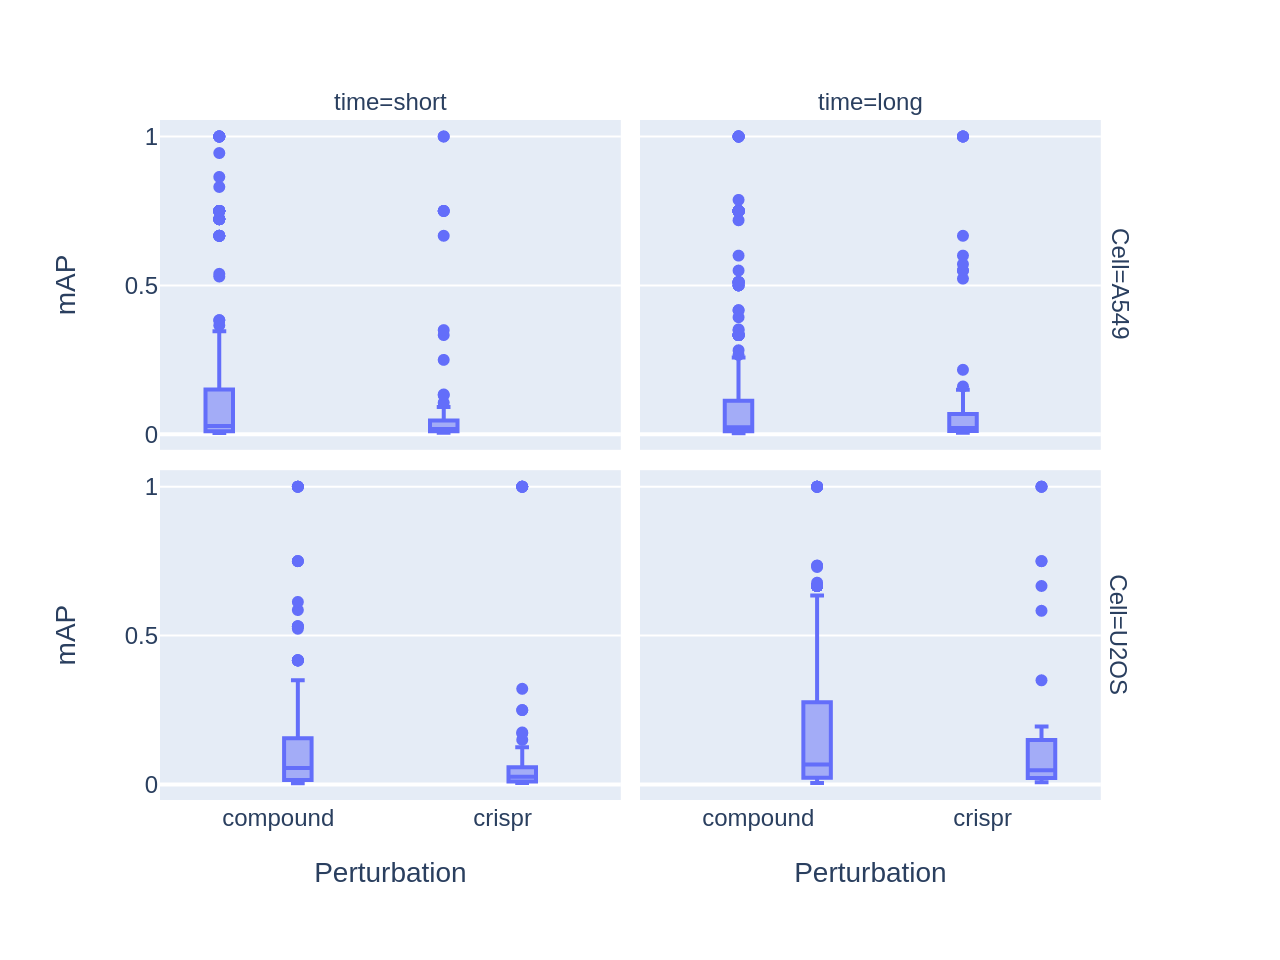 time=short
time=long
1
0.5
0
mAP
Cell=A549
1
0.5
0
mAP
Cell=U2OS
compound
crispr
compound
crispr
Perturbation
Perturbation